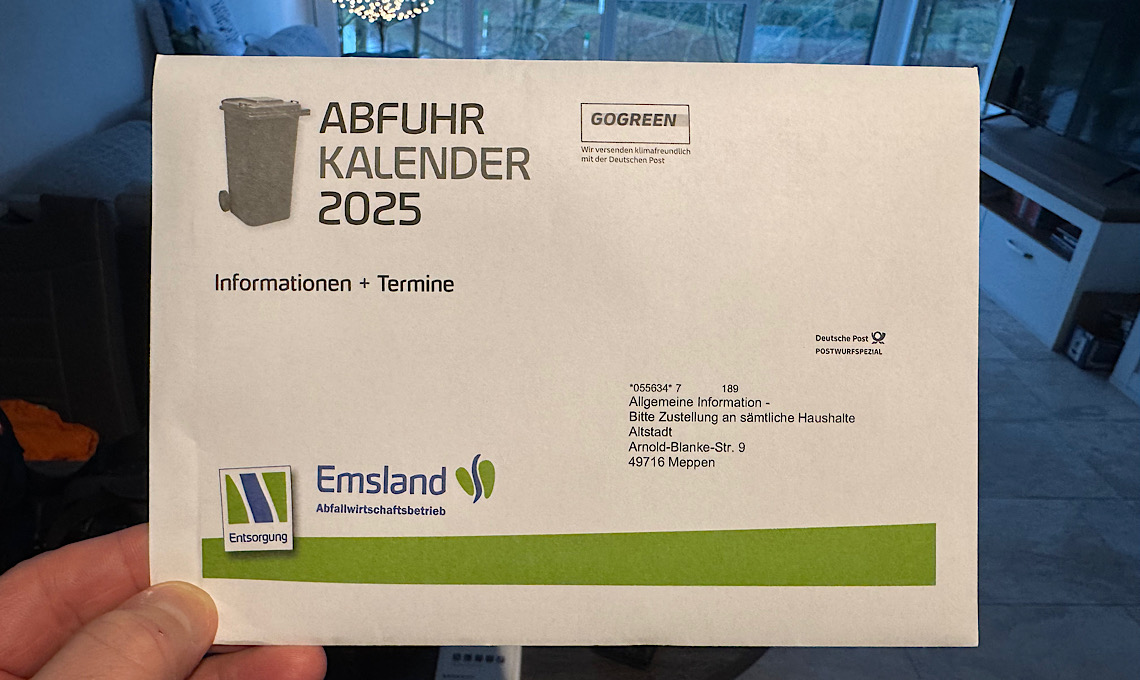 ABFUHR
KALENDER
2025
GOGREEN
Wir versenden klimafreundlich
mit der Deutschen Post
Informationen + Termine
Deutsche Post
POSTWURFSPEZIAL
*055634* 7 189
Allgemeine Information -
Bitte Zustellung an sämtliche Haushalte
Altstadt
Arnold-Blanke-Str. 9
49716 Meppen
Emsland
Abfallwirtschaftsbetrieb
Entsorgung